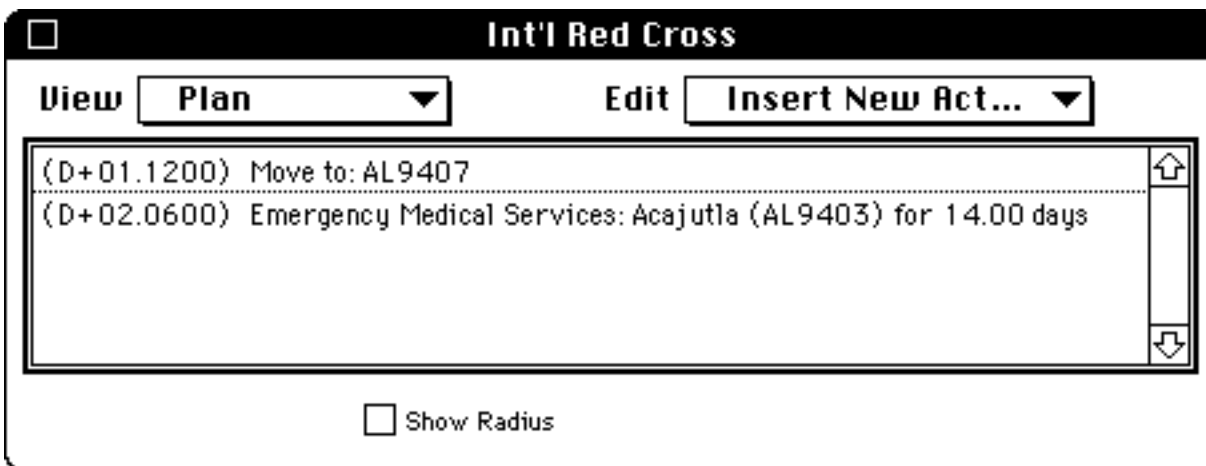 Int'l Red Cross
View Plan Edit Insert New Act...
(D+01.1200) Move to: AL9407
(D+02.0600) Emergency Medical Services: Acajutla (AL9403) for 14.00 days
Show Radius